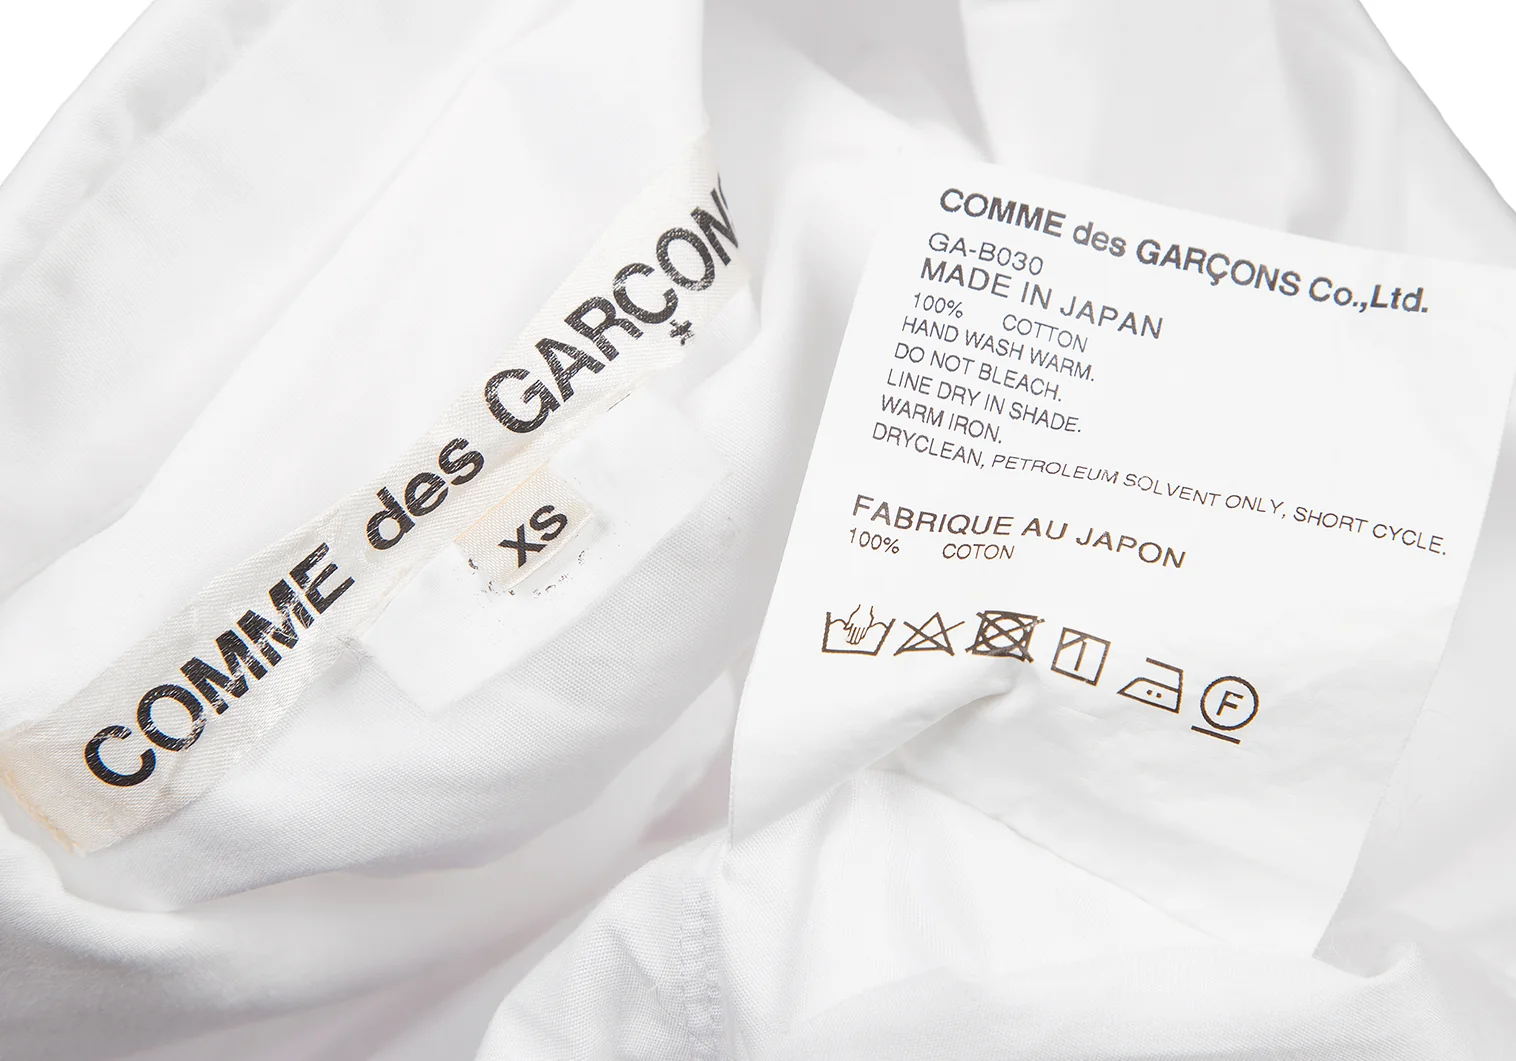 COMME des GARÇONS
XS
COMME des GARÇONS Co.,Ltd.
GA-B030
MADE IN JAPAN
100% COTTON
HAND WASH WARM.
DO NOT BLEACH.
LINE DRY IN SHADE.
WARM IRON.
DRYCLEAN, PETROLEUM SOLVENT ONLY, SHORT CYCLE.
FABRIQUE AU JAPON
100% COTON
F